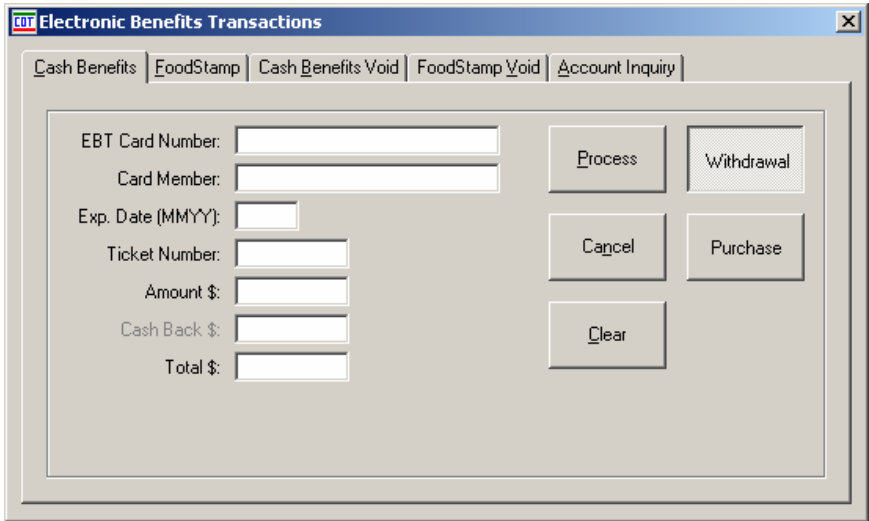 COT Electronic Benefits Transactions
Cash Benefits FoodStamp Cash Benefits Void FoodStamp Void Account Inquiry
EBT Card Number:
Card Member:
Exp. Date (MMYY):
Ticket Number:
Amount $:
Cash Back $:
Total $:
Process Withdrawal
Cancel Purchase
Clear